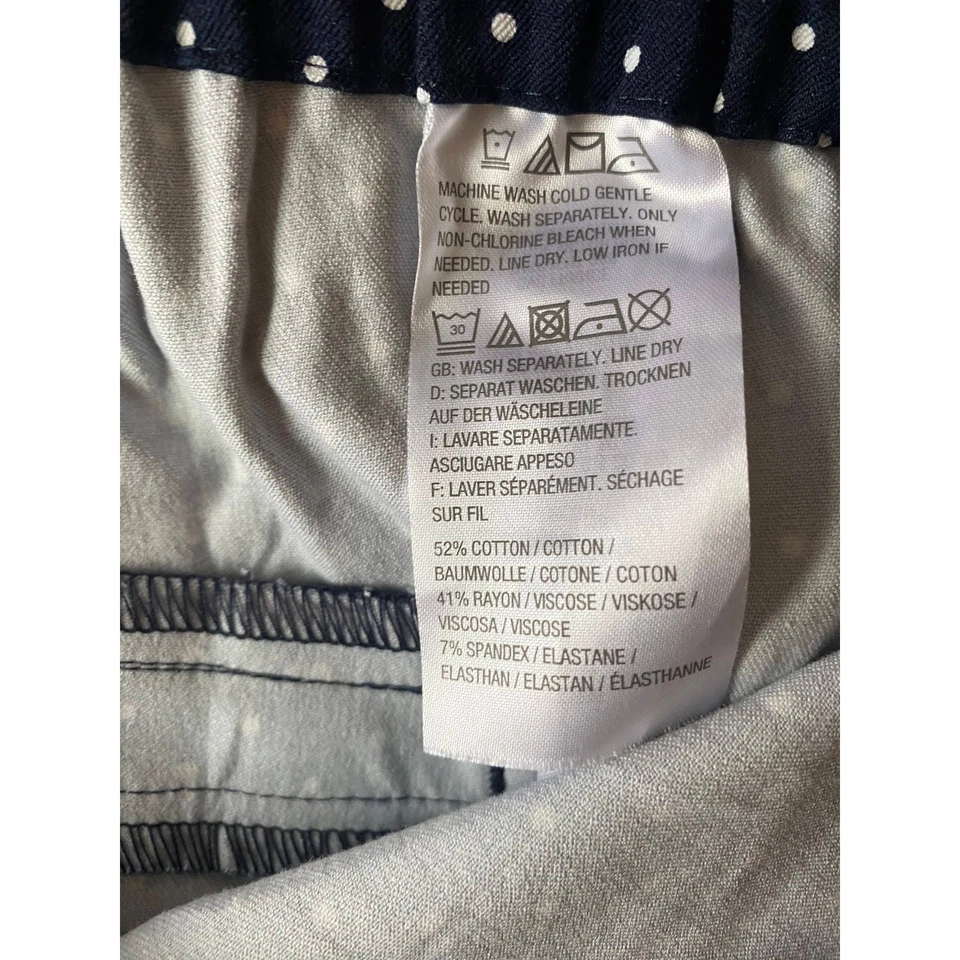 MACHINE WASH COLD GENTLE
CYCLE. WASH SEPARATELY. ONLY
NON-CHLORINE BLEACH WHEN
NEEDED. LINE DRY. LOW IRON IF
NEEDED
30
GB: WASH SEPARATELY. LINE DRY
D: SEPARAT WASCHEN. TROCKNEN
AUF DER WÄSCHELEINE
I: LAVARE SEPARATAMENTE.
ASCIUGARE APPESO
F: LAVER SÉPARÉMENT. SÉCHAGE
SUR FIL
52% COTTON / COTTON /
BAUMWOLLE / COTONE / COTON
41% RAYON / VISCOSE / VISKOSE /
VISCOSA / VISCOSE
7% SPANDEX / ELASTANE /
ELASTHAN / ELASTAN / ÉLASTHANNE